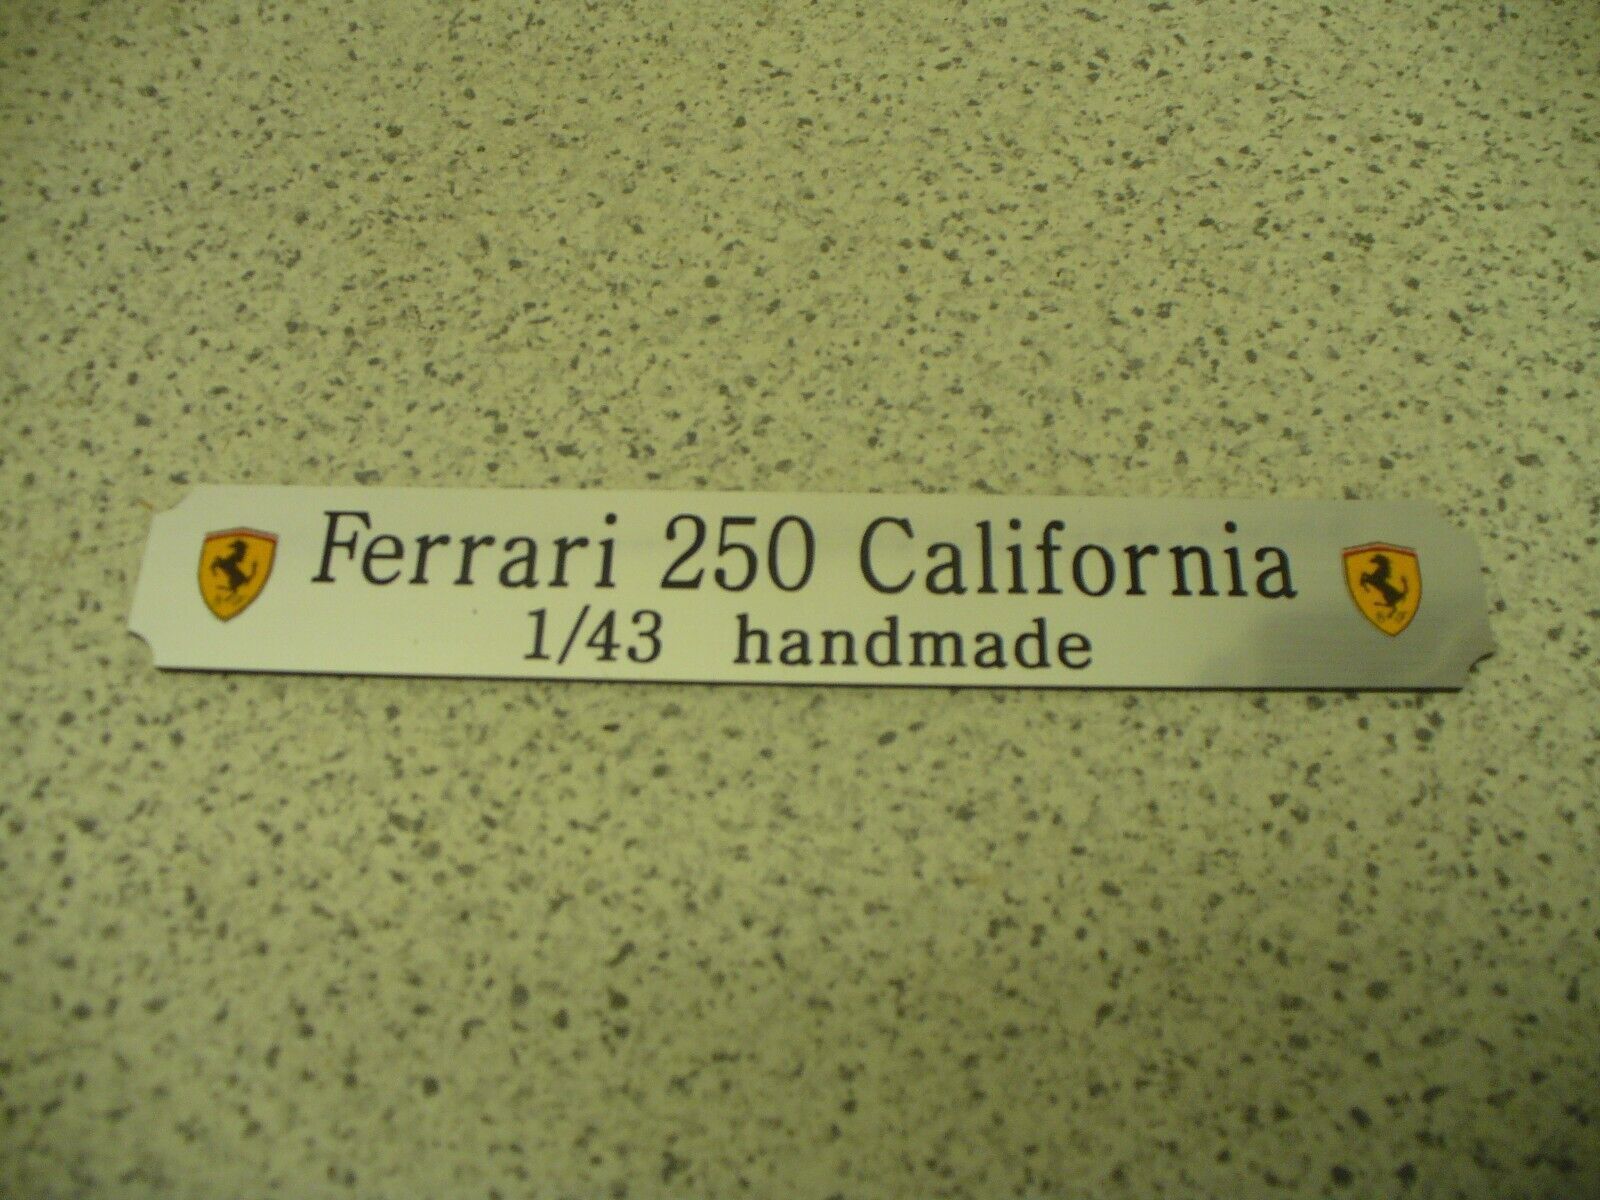 Ferrari 250 California
1/43 handmade